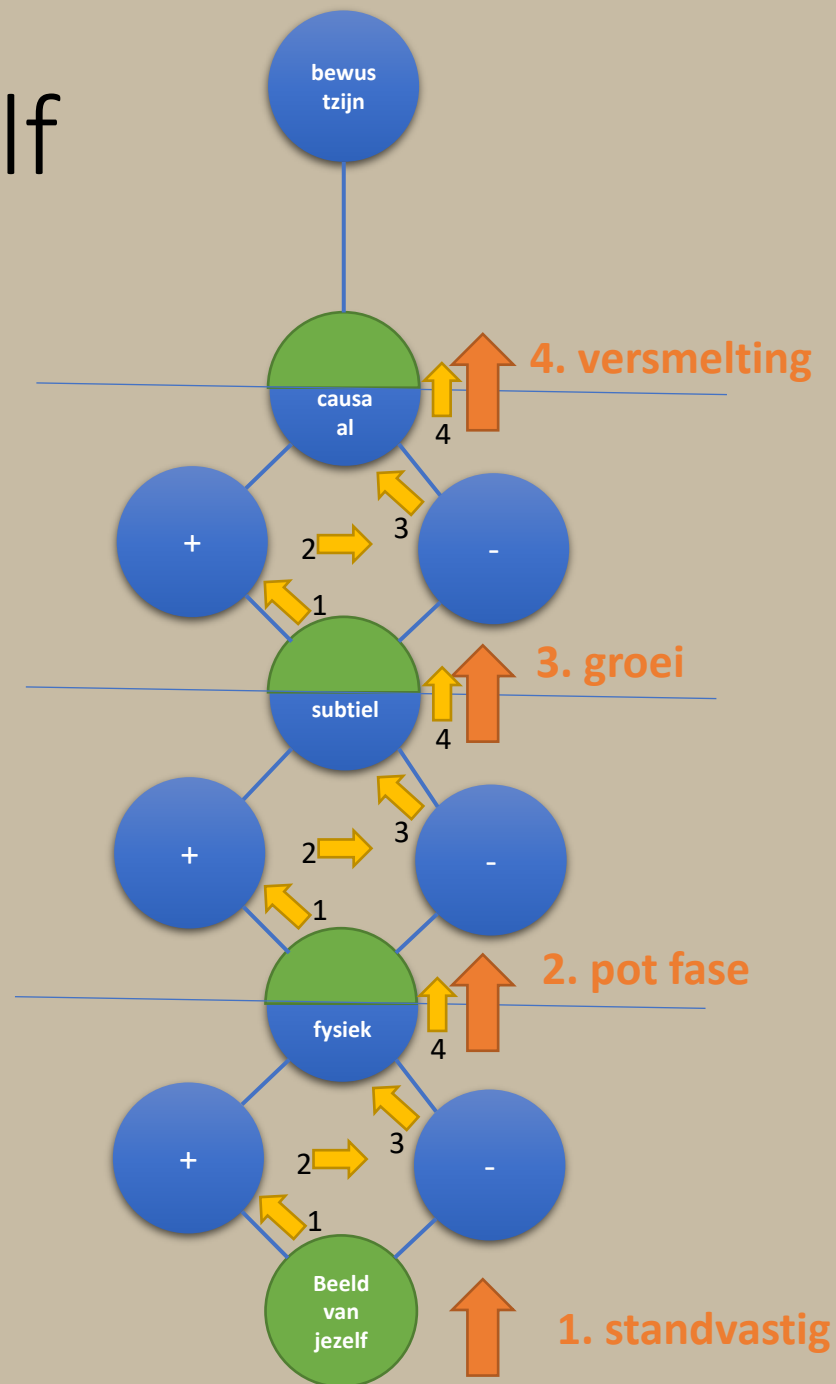 bewus
tzijn
lf
4. versmelting
causa
al
4
+
2
3
-
1
3. groei
subtiel
4
+
2
3
-
1
2. pot fase
fysiek
4
+
2
3
-
1
Beeld
van
jezelf
1. standvastig